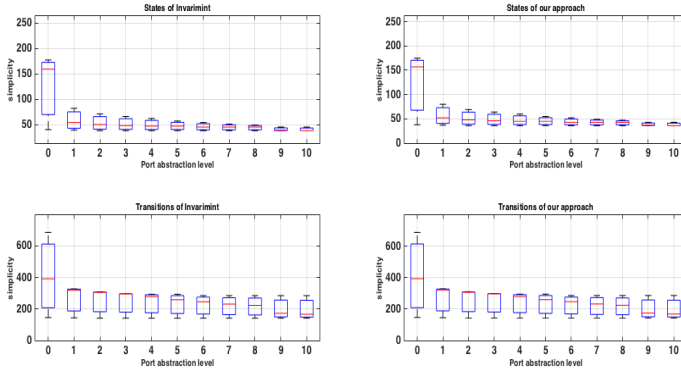 States of Invarimint
250
200
150
100
50
simplicity
0 1 2 3 4 5 6 7 8 9 10
Port abstraction level
States of our approach
250
200
150
100
50
0
simplicity
0 1 2 3 4 5 6 7 8 9 10
Port abstraction level
Transitions of Invarimint
600
400
200
0
simplicity
0 1 2 3 4 5 6 7 8 9 10
Port abstraction level
Transitions of our approach
600
400
200
0
simplicity
0 1 2 3 4 5 6 7 8 9 10
Port abstraction level